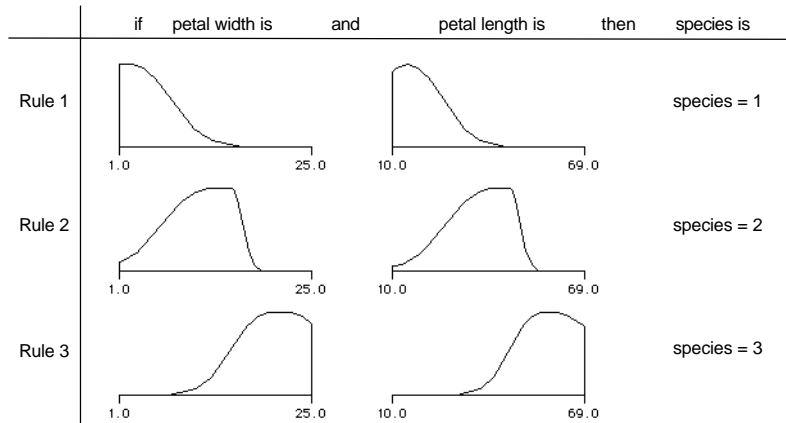 if petal width is and petal length is then species is
Rule 1 species = 1
1.0 25.0 10.0 69.0
Rule 2 species = 2
1.0 25.0 10.0 69.0
Rule 3 species = 3
1.0 25.0 10.0 69.0